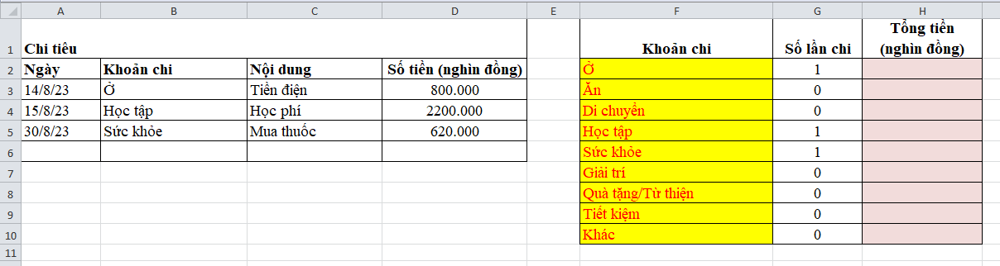 A B C D E F G H
1 Chi tiêu Khoản chi Số lần chi Tổng tiền
(nghìn đồng)
2 Ngày Khoản chi Nội dung Số tiền (nghìn đồng) Ở 1
3 14/8/23 Ở Tiền điện 800.000 Ăn 0
4 15/8/23 Học tập Học phí 2200.000 Di chuyển 0
5 30/8/23 Sức khỏe Mua thuốc 620.000 Học tập 1
6 Sức khỏe 1
7 Giải trí 0
8 Quà tặng/Từ thiện 0
9 Tiết kiệm 0
10 Khác 0
11